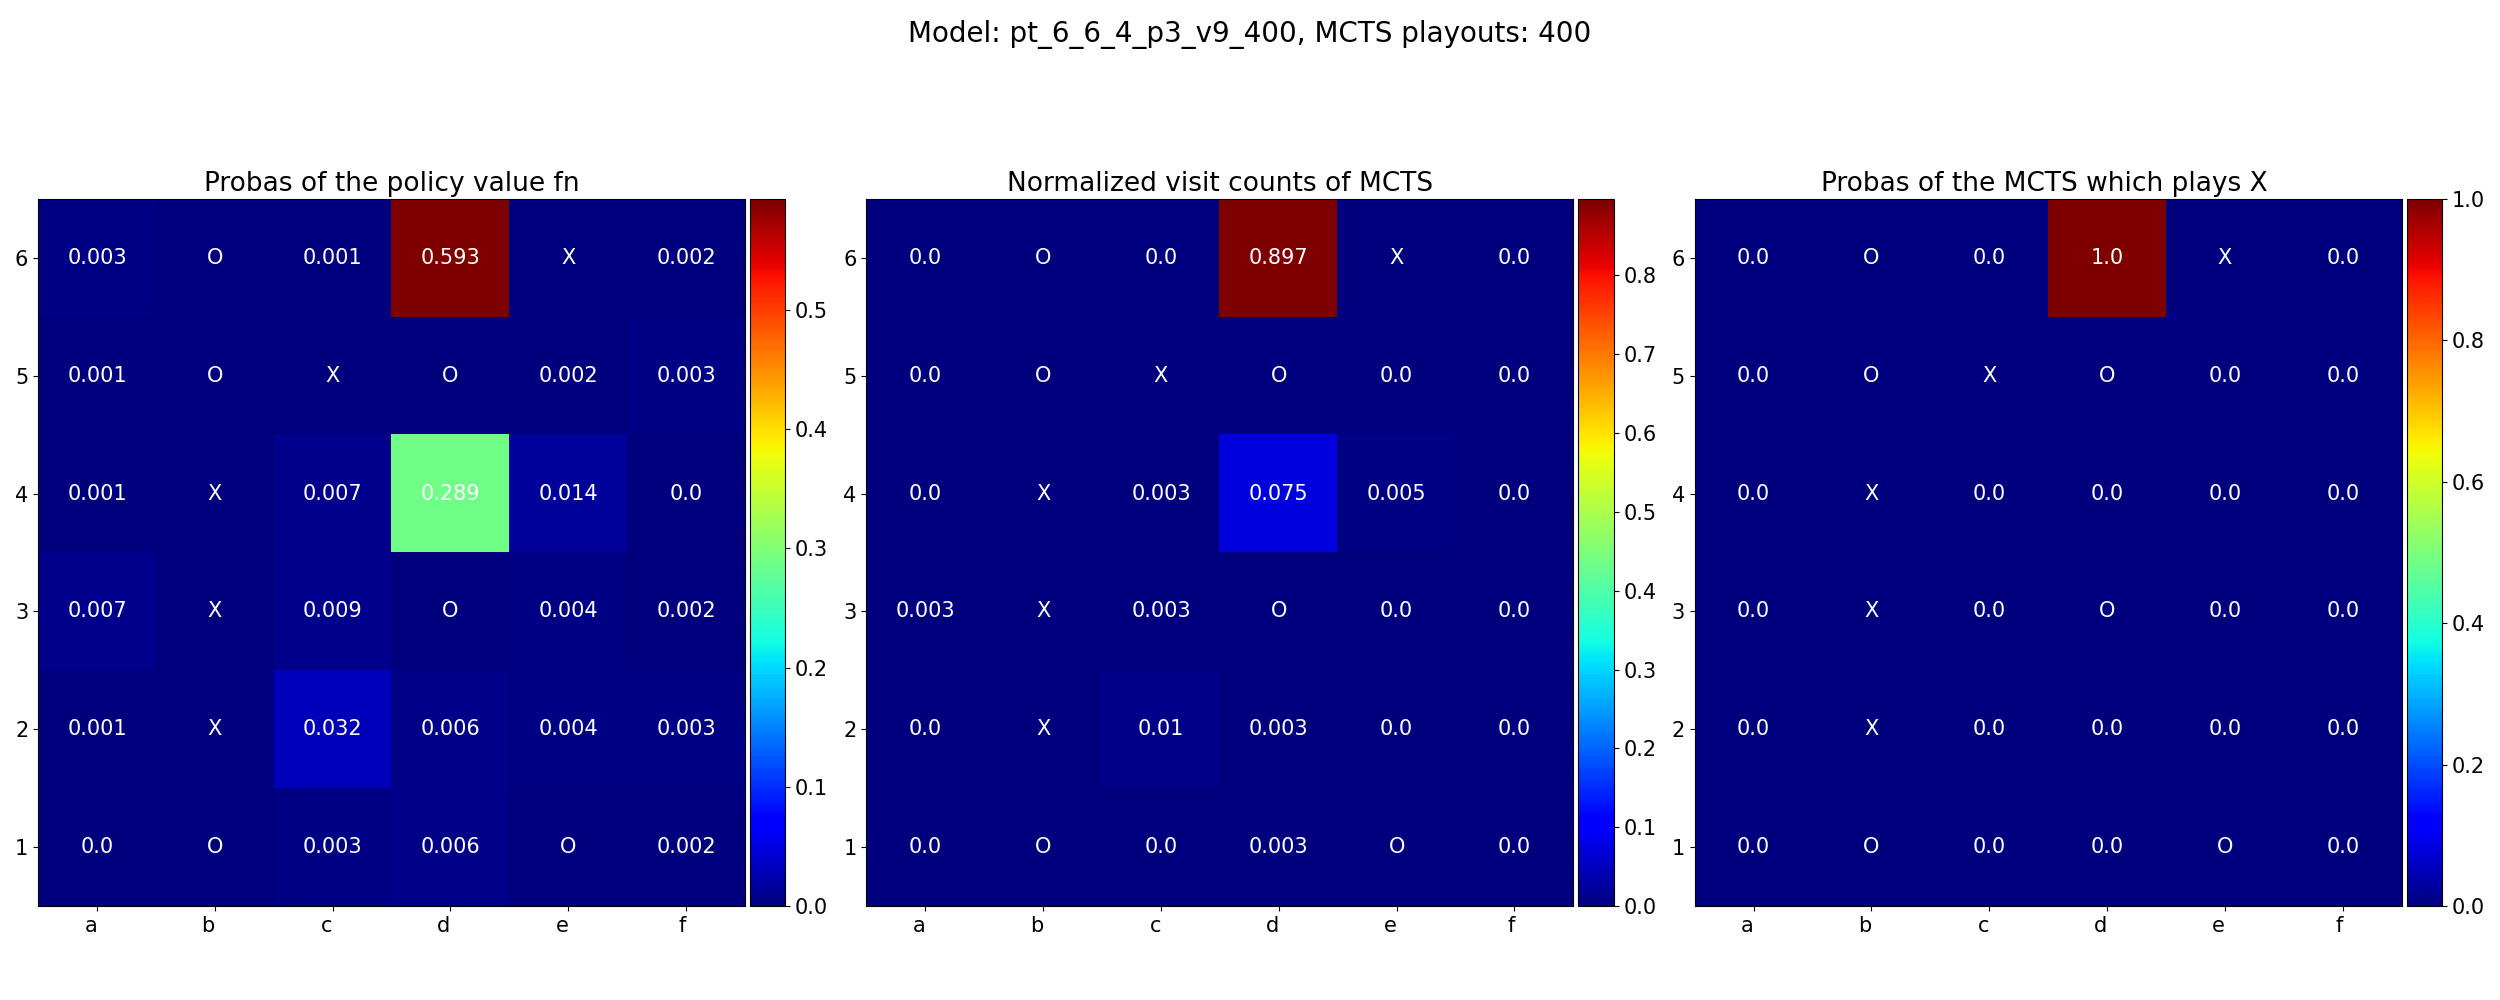 Model: pt_6_6_4_p3_v9_400, MCTS playouts: 400
Probas of the policy value fn
6 0.003 O 0.001 0.593 X 0.002
5 0.001 O X O 0.002 0.003
4 0.001 X 0.007 0.289 0.014 0.0
3 0.007 X 0.009 O 0.004 0.002
2 0.001 X 0.032 0.006 0.004 0.003
1 0.0 O 0.003 0.006 O 0.002
a b c d e f
0.5
0.4
0.3
0.2
0.1
0.0
Normalized visit counts of MCTS
6 0.0 O 0.0 0.897 X 0.0
5 0.0 O X O 0.0 0.0
4 0.0 X 0.003 0.075 0.005 0.0
3 0.003 X 0.003 O 0.0 0.0
2 0.0 X 0.01 0.003 0.0 0.0
1 0.0 O 0.0 0.003 O 0.0
a b c d e f
0.8
0.7
0.6
0.5
0.4
0.3
0.2
0.1
0.0
Probas of the MCTS which plays X
6 0.0 O 0.0 1.0 X 0.0
5 0.0 O X O 0.0 0.0
4 0.0 X 0.0 0.0 0.0 0.0
3 0.0 X 0.0 O 0.0 0.0
2 0.0 X 0.0 0.0 0.0 0.0
1 0.0 O 0.0 0.0 O 0.0
a b c d e f
1.0
0.8
0.6
0.4
0.2
0.0